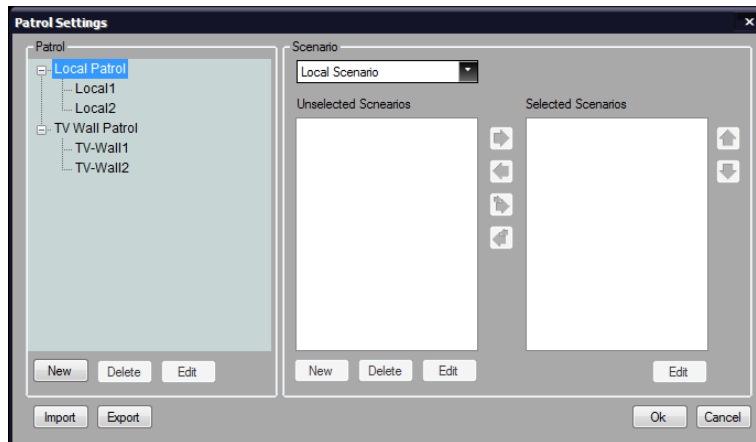 Patrol Settings
x
Patrol
Local Patrol
Local1
Local2
TV Wall Patrol
TV-Wall1
TV-Wall2
New Delete Edit
Scenario
Local Scenario
Unselected Scnearios
Selected Scenarios
New Delete Edit
Edit
Import Export
Ok Cancel